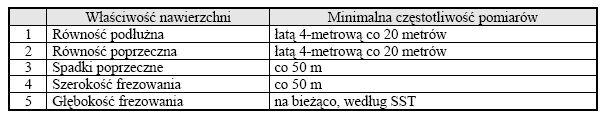 Właściwość nawierzchni Minimalna częstotliwość pomiarów
1 Równość podłużna łatą 4-metrową co 20 metrów
2 Równość poprzeczna łatą 4-metrową co 20 metrów
3 Spadki poprzeczne co 50 m
4 Szerokość frezowania co 50 m
5 Głębokość frezowania na bieżąco, według SST